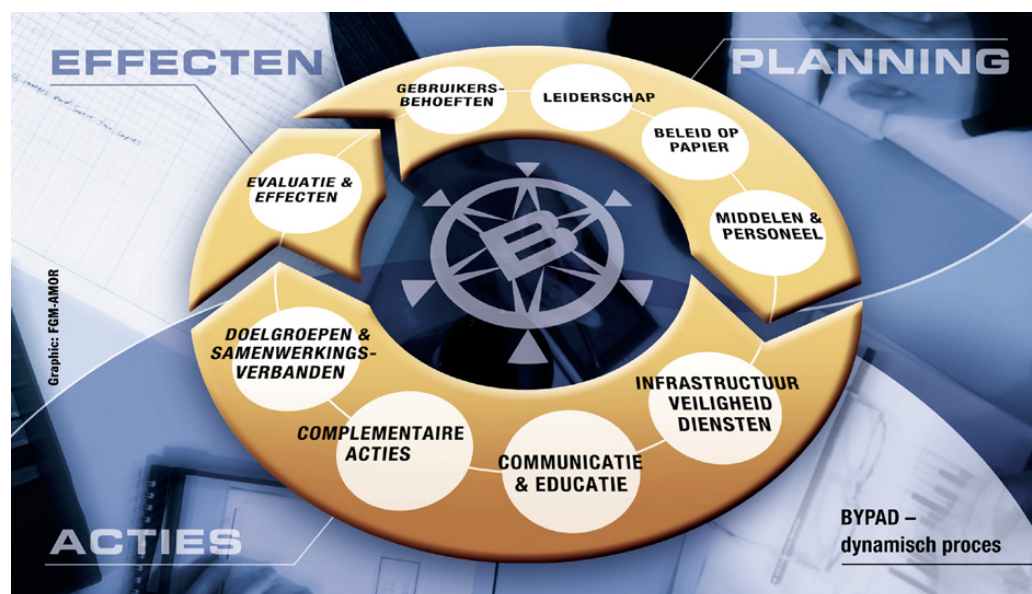 EFFECTEN
PLANNING
GEBRUIKERS-
BEHOEFTEN
LEIDERSCHAP
BELEID OP
PAPIER
MIDDELEN &
PERSONEEL
INFRASTRUCTUUR
VEILIGHEID
DIENSTEN
COMMUNICATIE
& EDUCATIE
COMPLEMENTAIRE
ACTIES
DOELGROEPEN &
SAMENWERKINGS-
VERBANDEN
EVALUATIE &
EFFECTEN
B
Graphic: FGM-AMOR
ACTIES
BYPAD –
dynamisch proces